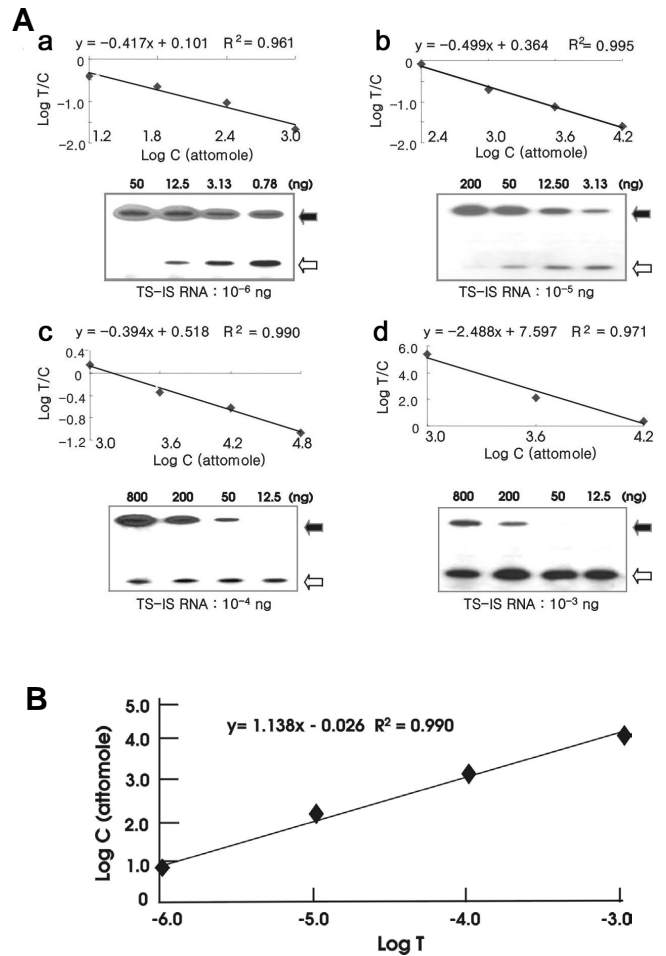 A
a
b
y = −0.417x + 0.101 R² = 0.961
y = −0.499x + 0.364 R²= 0.995
Log T/C
0
-1.0
-2.0
1.2 1.8 2.4 3.0
Log C (attomole)
Log T/C
0
-1.0
-2.0
2.4 3.0 3.6 4.2
Log C (attomole)
50 12.5 3.13 0.78 (ng)
TS-IS RNA : 10⁻⁶ ng
200 50 12.50 3.13 (ng)
TS-IS RNA : 10⁻⁵ ng
c
d
y = −0.394x + 0.518 R² = 0.990
y = −2.488x + 7.597 R² = 0.971
Log T/C
0.4
0
-0.4
-0.8
-1.2
3.0 3.6 4.2 4.8
Log C (attomole)
Log T/C
6.0
4.0
2.0
0
3.0 3.6 4.2
Log C (attomole)
800 200 50 12.5 (ng)
TS-IS RNA : 10⁻⁴ ng
800 200 50 12.5 (ng)
TS-IS RNA : 10⁻³ ng
B
y= 1.138x - 0.026 R² = 0.990
Log C (attomole)
5.0
4.0
3.0
2.0
1.0
0
-6.0 -5.0 -4.0 -3.0
Log T